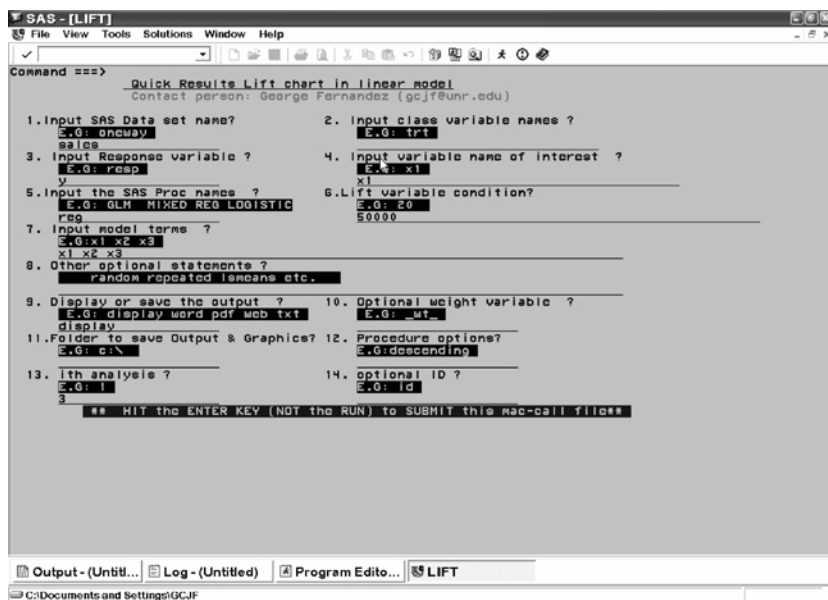 SAS - [LIFT]
File View Tools Solutions Window Help
Command ===>
Quick Results Lift chart in linear model
Contact person: George Fernandez (gcjf@unr.edu)
1.Input SAS Data set name? 2. Input class variable names ?
E.G: oneway E.G: trt
sales
3. Input Response variable ? 4. Input variable name of interest ?
E.G: resp E.G: x1
y x1
5.Input the SAS Proc names ? 6.Lift variable condition?
E.G: GLM MIXED REG LOGISTIC E.G: 20
reg 50000
7. Input model terms ?
E.G:x1 x2 x3
x1 x2 x3
8. Other optional statements ?
random repeated lsmeans etc.
9. Display or save the output ? 10. Optional weight variable ?
E.G: display word pdf web txt E.G: _wt_
display
11.Folder to save Output & Graphics? 12. Procedure options?
E.G: c:\ E.G:descending
13. ith analysis ? 14. optional ID ?
E.G: 1 E.G: id
3
** HIT the ENTER KEY (NOT the RUN) to SUBMIT this mac-call file**
Output - (Untitl... Log - (Untitled) Program Edito... LIFT
C:\Documents and Settings\GCJF